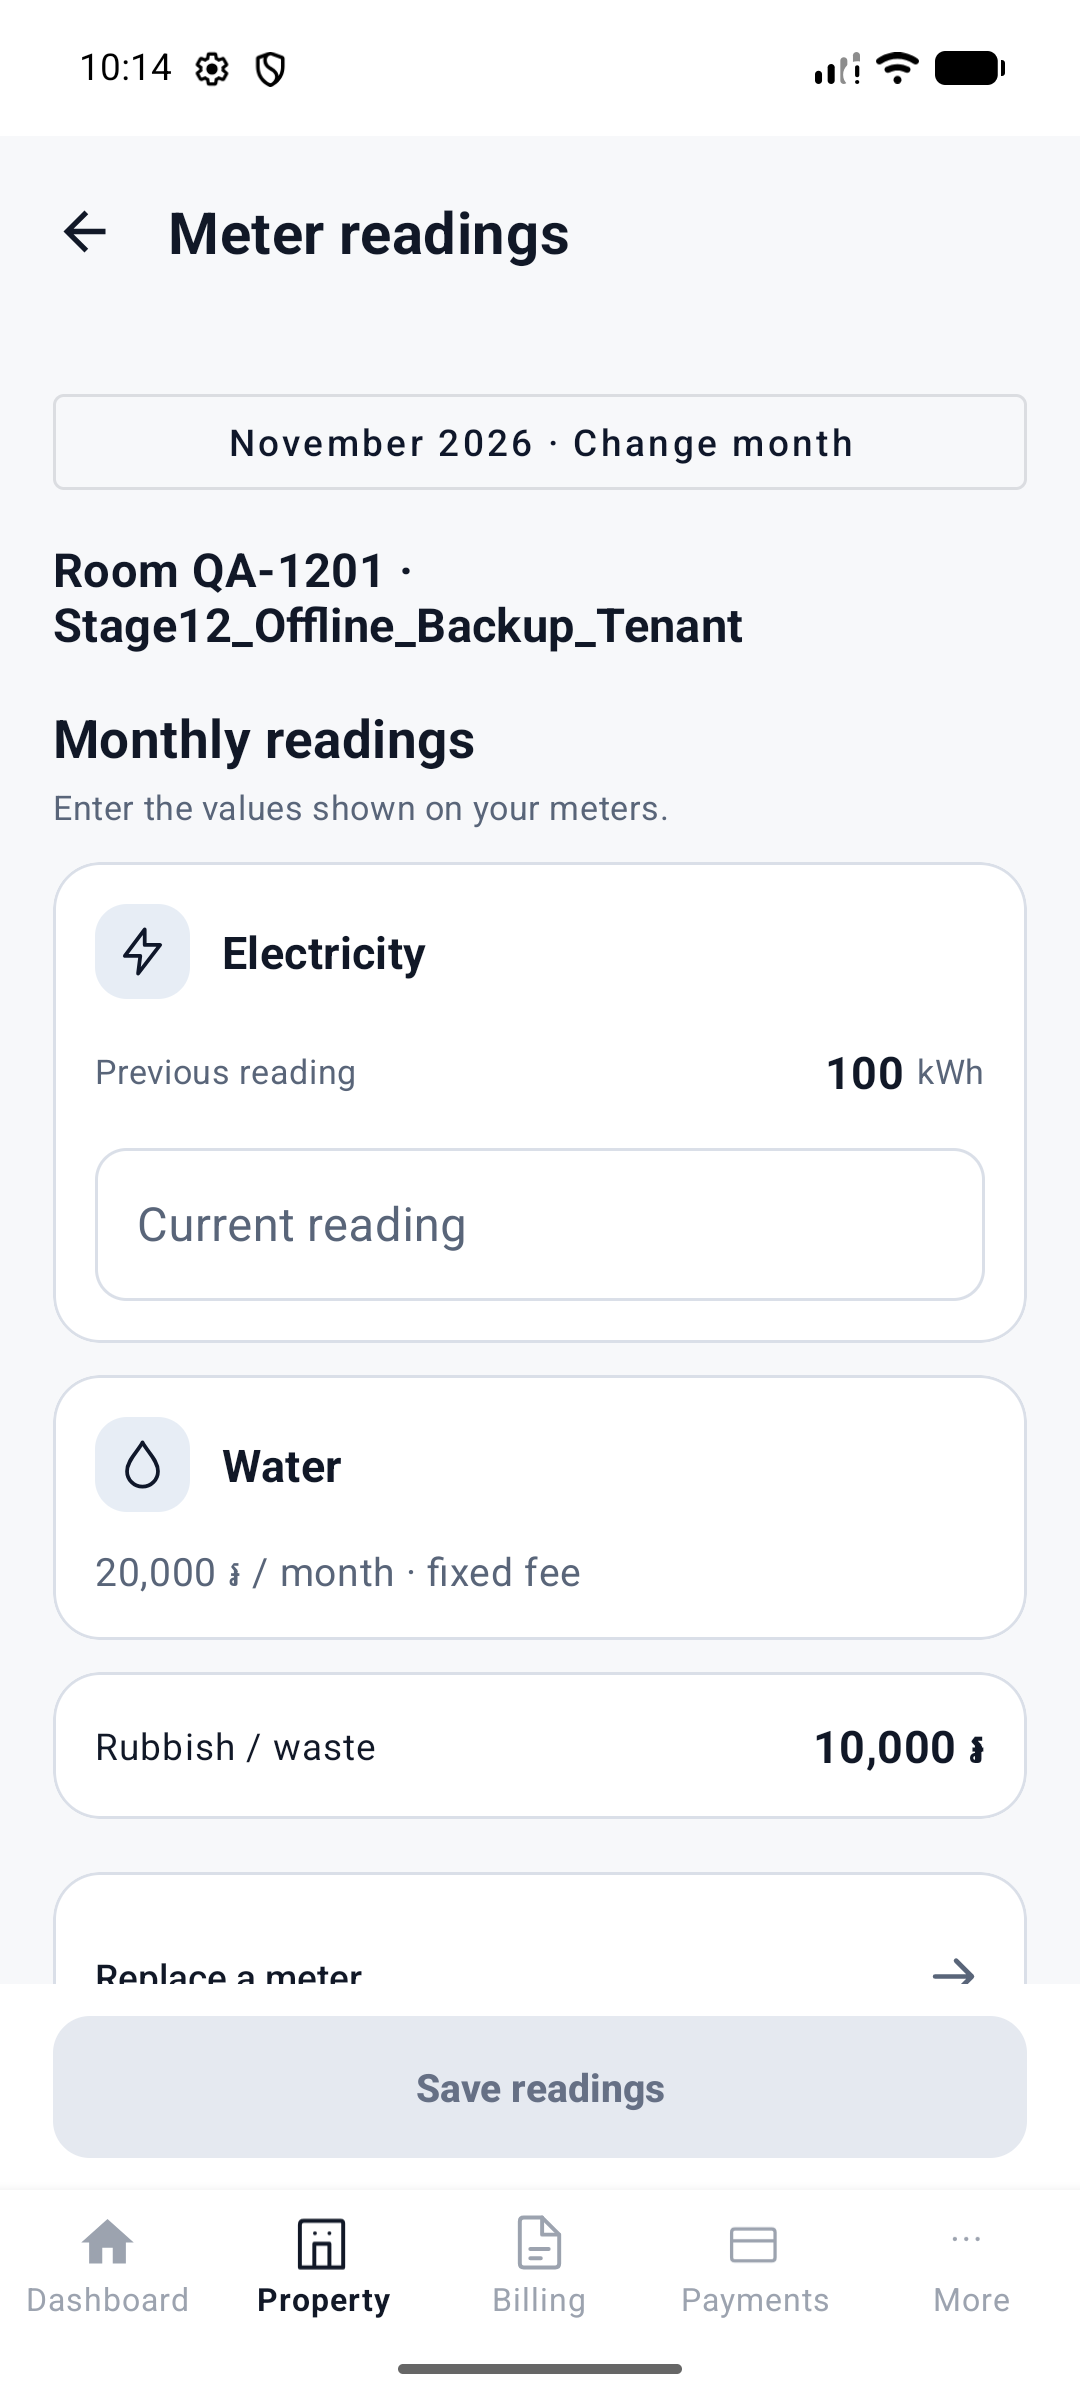 10:14
Meter readings
November 2026 · Change month
Room QA-1201 ·
Stage12_Offline_Backup_Tenant
Monthly readings
Enter the values shown on your meters.
Electricity
Previous reading 100 kWh
Current reading
Water
20,000 ៛ / month · fixed fee
Rubbish / waste 10,000 ៛
Replace a meter
Save readings
Dashboard Property Billing Payments More